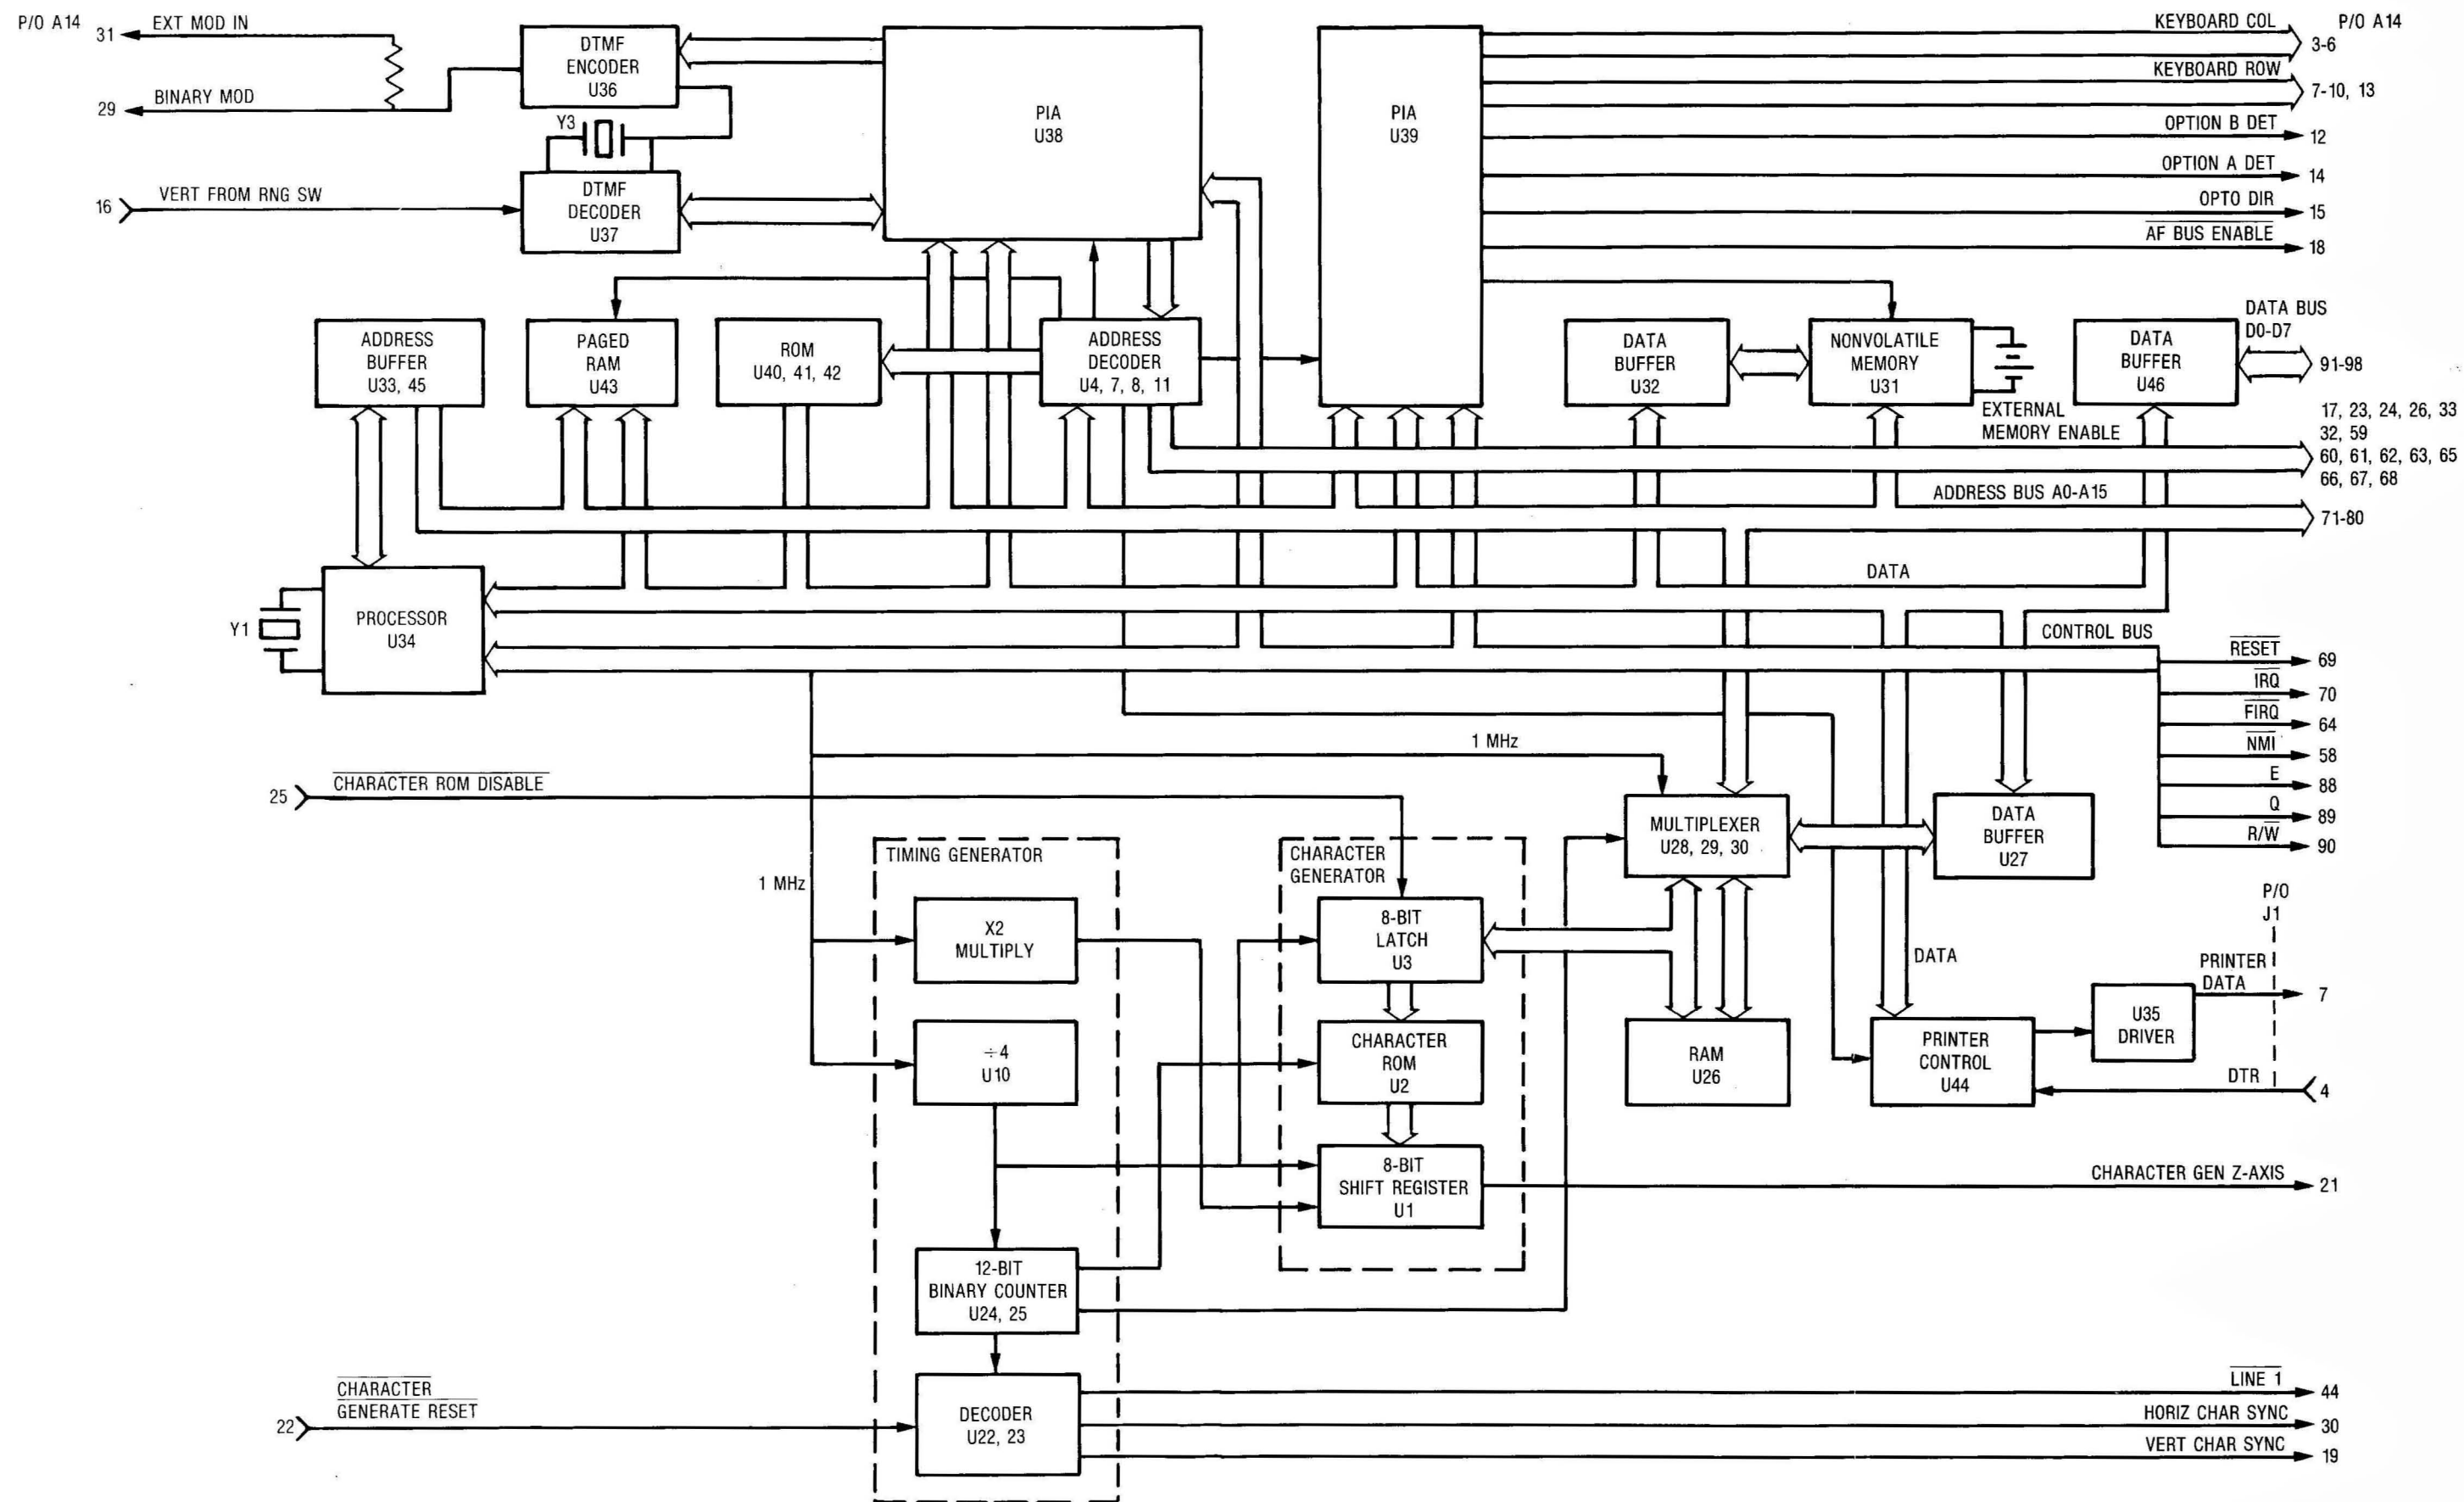 P/O A14
31
EXT MOD IN
29
BINARY MOD
DTMF
ENCODER
U36
Y3
16
VERT FROM RNG SW
DTMF
DECODER
U37
PIA
U38
PIA
U39
KEYBOARD COL
P/O A14
3-6
KEYBOARD ROW
7-10, 13
OPTION B DET
12
OPTION A DET
14
OPTO DIR
15
AF BUS ENABLE
18
ADDRESS
BUFFER
U33, 45
PAGED
RAM
U43
ROM
U40, 41, 42
ADDRESS
DECODER
U4, 7, 8, 11
DATA
BUFFER
U32
NONVOLATILE
MEMORY
U31
DATA
BUFFER
U46
DATA BUS
D0-D7
91-98
EXTERNAL
MEMORY ENABLE
17, 23, 24, 26, 33
32, 59
60, 61, 62, 63, 65
66, 67, 68
ADDRESS BUS A0-A15
71-80
DATA
Y1
PROCESSOR
U34
CONTROL BUS
RESET
69
IRQ
70
FIRQ
64
NMI
58
E
88
Q
89
R/W
90
1 MHz
25
CHARACTER ROM DISABLE
MULTIPLEXER
U28, 29, 30
DATA
BUFFER
U27
TIMING GENERATOR
CHARACTER
GENERATOR
1 MHz
X2
MULTIPLY
8-BIT
LATCH
U3
DATA
P/O
J1
PRINTER
DATA
7
U35
DRIVER
÷4
U10
CHARACTER
ROM
U2
RAM
U26
PRINTER
CONTROL
U44
DTR
4
8-BIT
SHIFT REGISTER
U1
CHARACTER GEN Z-AXIS
21
12-BIT
BINARY COUNTER
U24, 25
22
CHARACTER
GENERATE RESET
DECODER
U22, 23
LINE 1
44
HORIZ CHAR SYNC
30
VERT CHAR SYNC
19